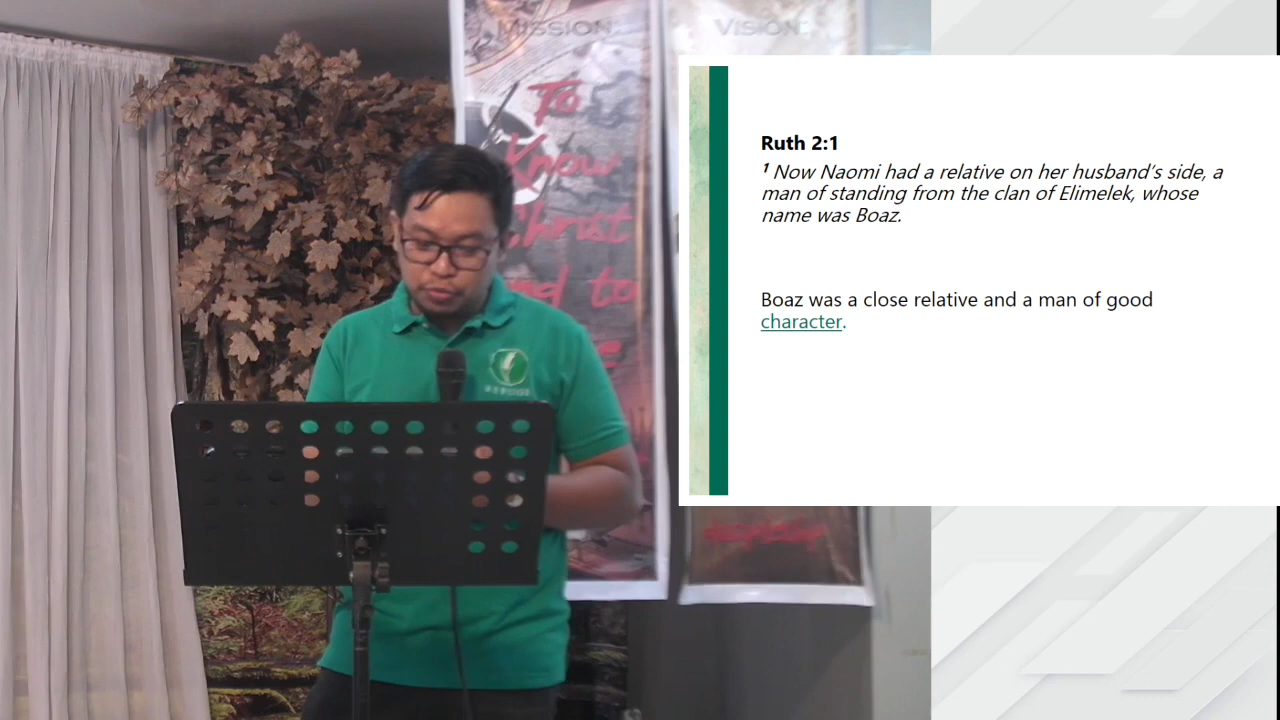 MISSION
VISION
To
Know
Christ
to
Ruth 2:1
1 Now Naomi had a relative on her husband's side, a
man of standing from the clan of Elimelek, whose
name was Boaz.
Boaz was a close relative and a man of good
character.